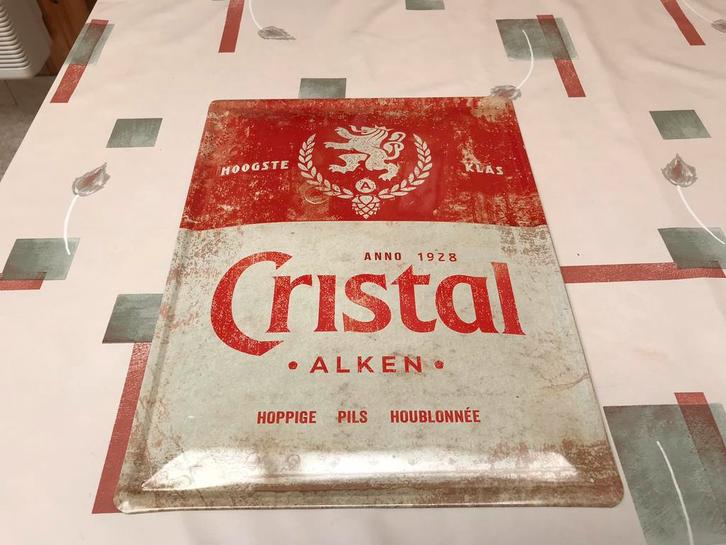 HOOGSTE KLAS
A
ANNO 1928
Cristal
• ALKEN •
HOPPIGE PILS HOUBLONNÉE